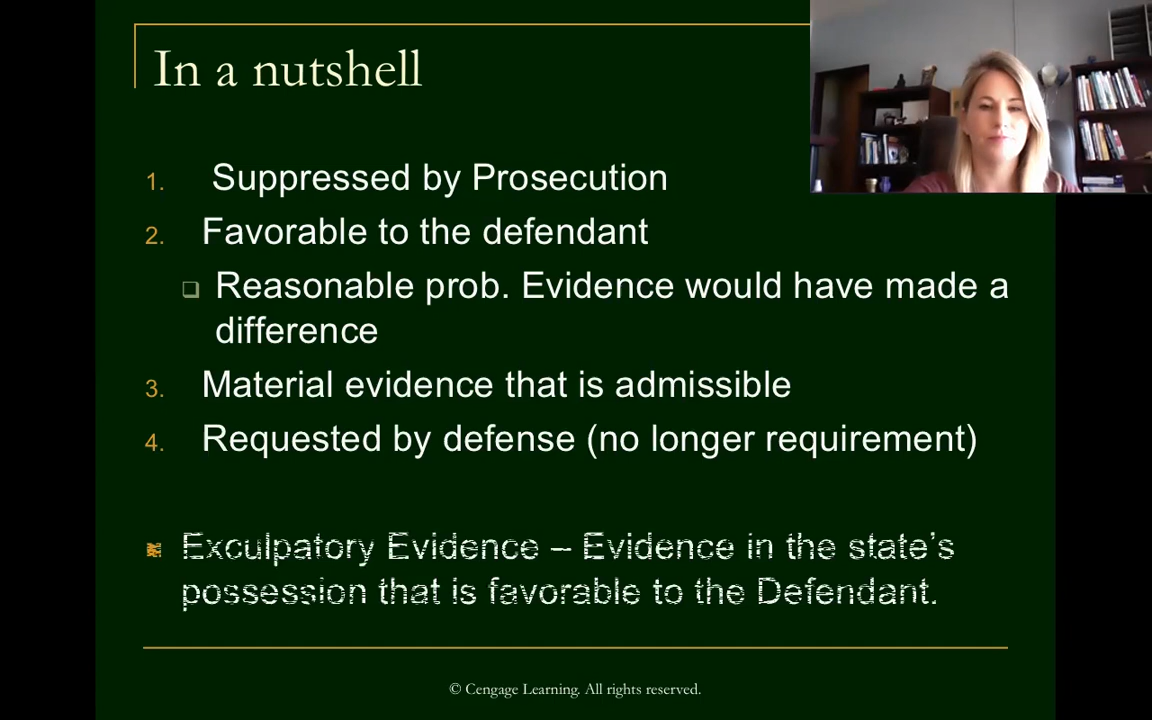 In a nutshell
1. Suppressed by Prosecution
2. Favorable to the defendant
❑ Reasonable prob. Evidence would have made a
difference
3. Material evidence that is admissible
4. Requested by defense (no longer requirement)
Exculpatory Evidence – Evidence in the state’s
possession that is favorable to the Defendant.
© Cengage Learning. All rights reserved.